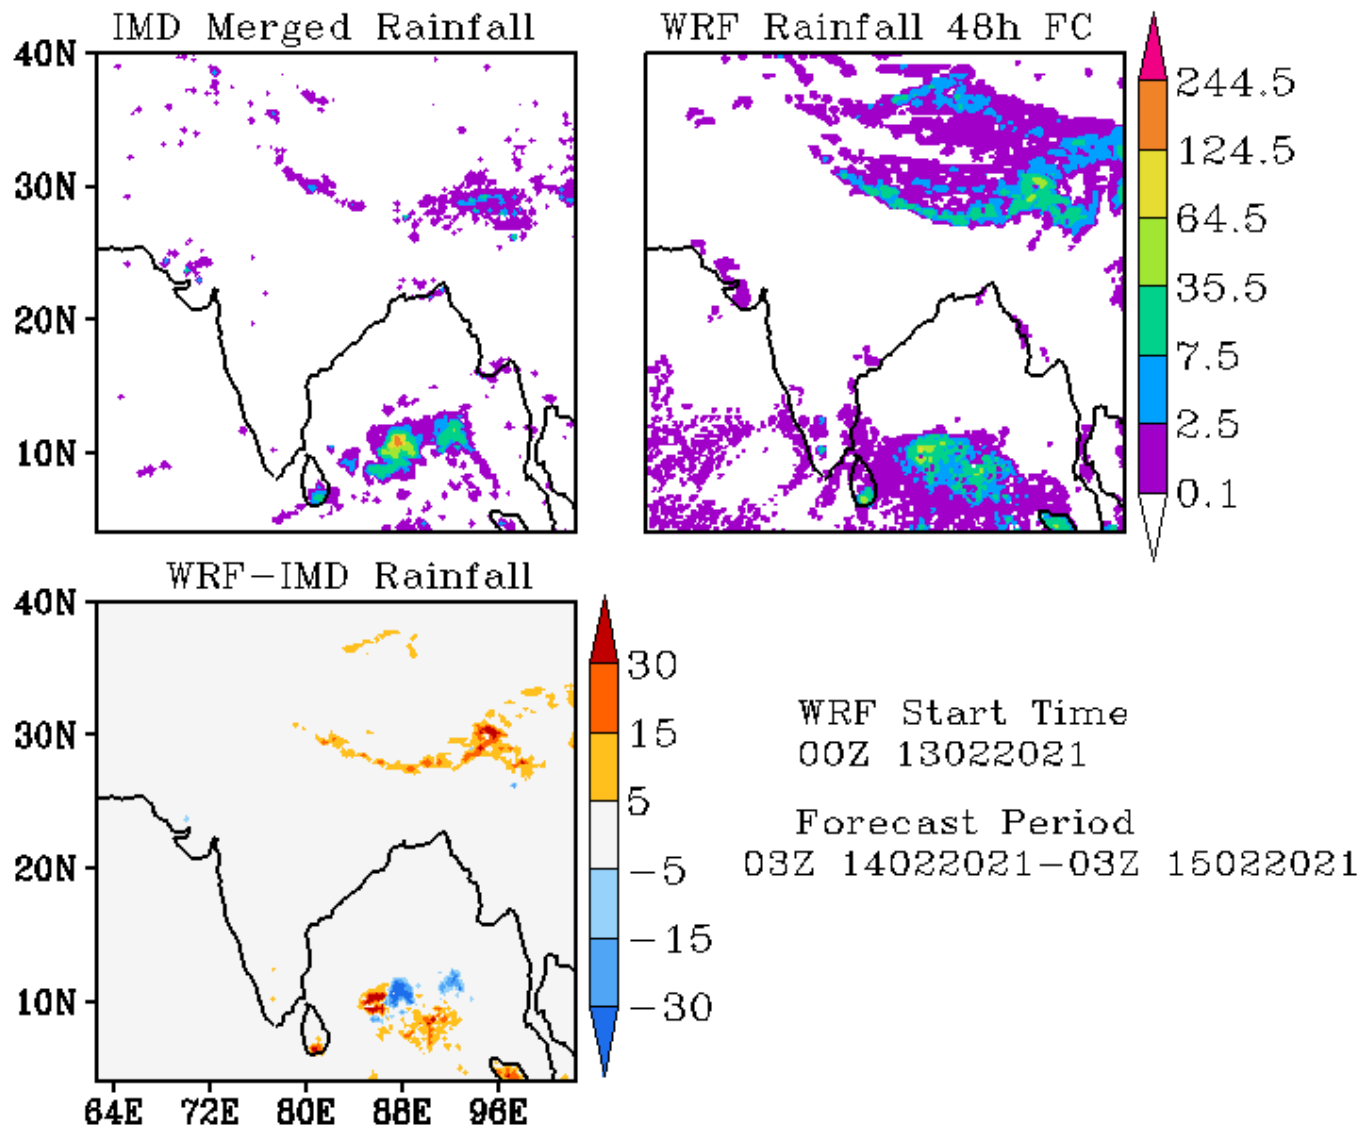 IMD Merged Rainfall
WRF Rainfall 48h FC
40N
30N
20N
10N
244.5
124.5
64.5
35.5
7.5
2.5
0.1
WRF-IMD Rainfall
40N
30N
20N
10N
64E 72E 80E 88E 96E
30
15
5
-5
-15
-30
WRF Start Time
00Z 13022021
Forecast Period
03Z 14022021-03Z 15022021